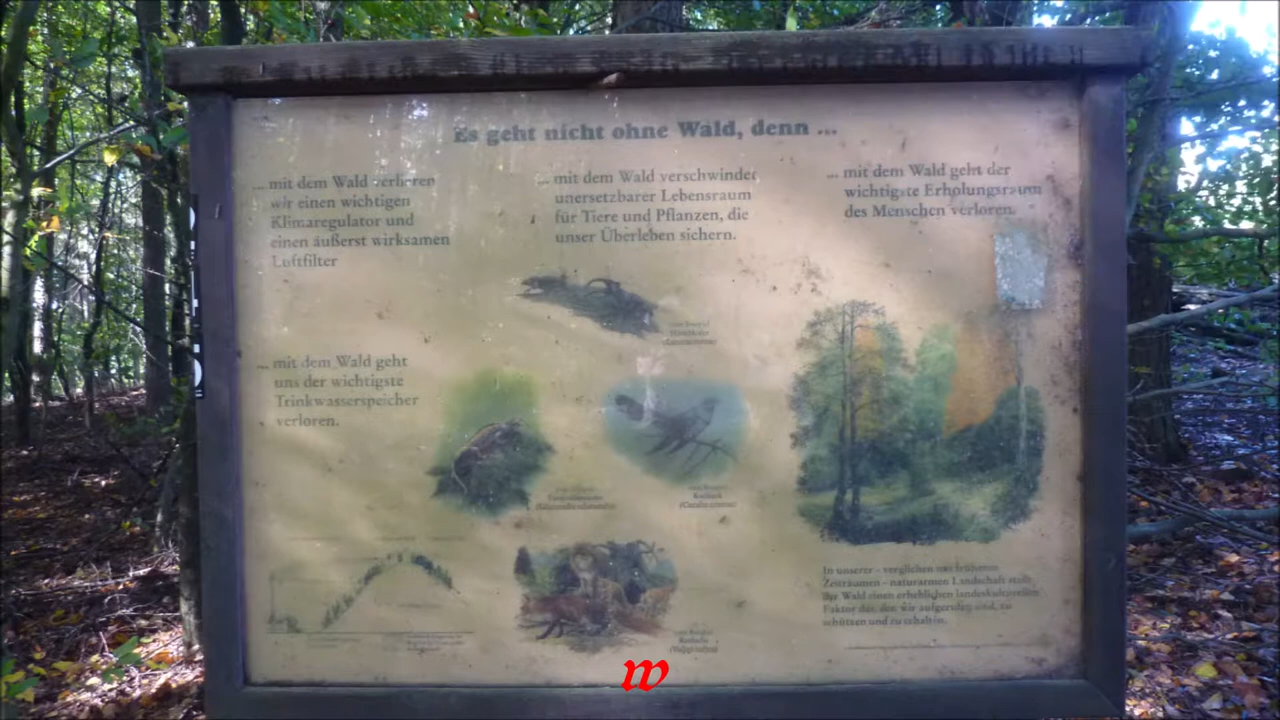 Es geht nicht ohne Wald, denn ...
... mit dem Wald verlieren
wir einen wichtigen
Klimaregulator und
einen äußerst wirksamen
Luftfilter
... mit dem Wald verschwindet
unersetzbarer Lebensraum
für Tiere und Pflanzen, die
unser Überleben sichern.
... mit dem Wald geht der
wichtigste Erholungsraum
des Menschen verloren.
... mit dem Wald geht
uns der wichtigste
Trinkwasserspeicher
verloren.
In unserer - verglichen mit früheren
Zeiträumen - naturarmen Landschaft stellt
der Wald einen erheblichen landeskulturellen
Faktor dar, den wir aufgerufen sind, zu
schützen und zu erhalten.
w